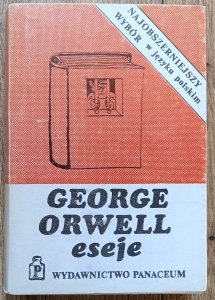 NAJOBSZERNIEJSZY
WYBÓR w języku polskim
GEORGE
ORWELL
eseje
P
WYDAWNICTWO PANACEUM